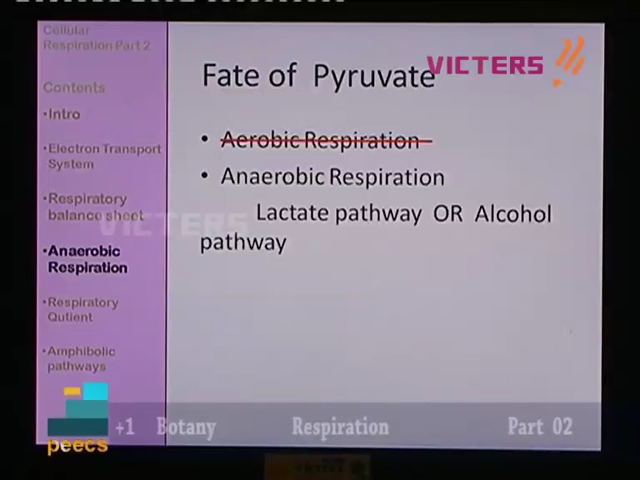 Cellular
Respiration Part 2
Contents
•Intro
•Electron Transport
System
•Respiratory
balance sheet
•Anaerobic
Respiration
•Respiratory
Qutient
•Amphibolic
pathways
Fate of Pyruvate
VICTERS
• Aerobic Respiration
• Anaerobic Respiration
Lactate pathway OR Alcohol
pathway
VICTERS
peecs
+1 Botany Respiration Part 02